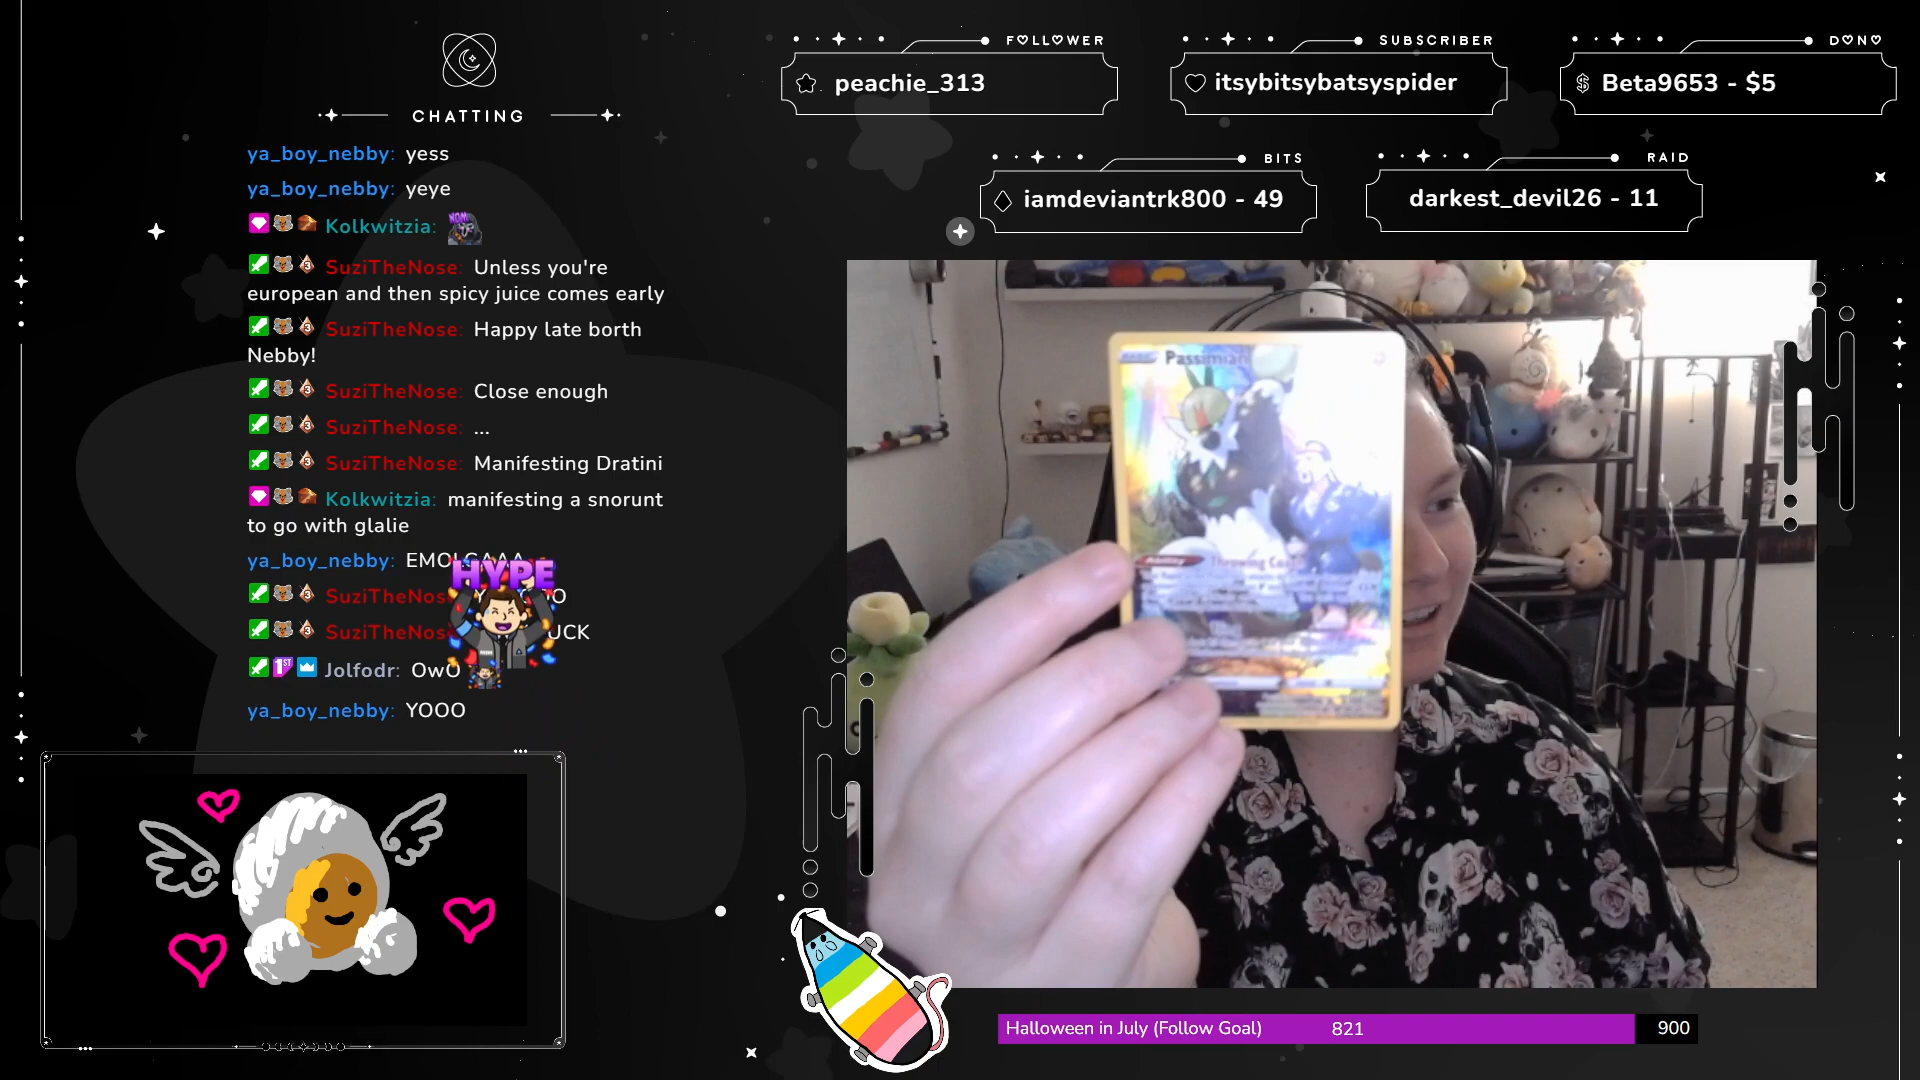 FOLLOWER
SUBSCRIBER
DONO
peachie_313
itsybitsybatsyspider
Beta9653 - $5
BITS
RAID
iamdeviantrk800 - 49
darkest_devil26 - 11
CHATTING
ya_boy_nebby: yess
ya_boy_nebby: yeye
Kolkwitzia:
SuziTheNose: Unless you're
european and then spicy juice comes early
SuziTheNose: Happy late borth
Nebby!
SuziTheNose: Close enough
SuziTheNose: ...
SuziTheNose: Manifesting Dratini
Kolkwitzia: manifesting a snorunt
to go with glalie
ya_boy_nebby: EMOLGAAA
HYPE
Jolfodr: OwO
ya_boy_nebby: YOOO
Passimian
Halloween in July (Follow Goal) 821 900